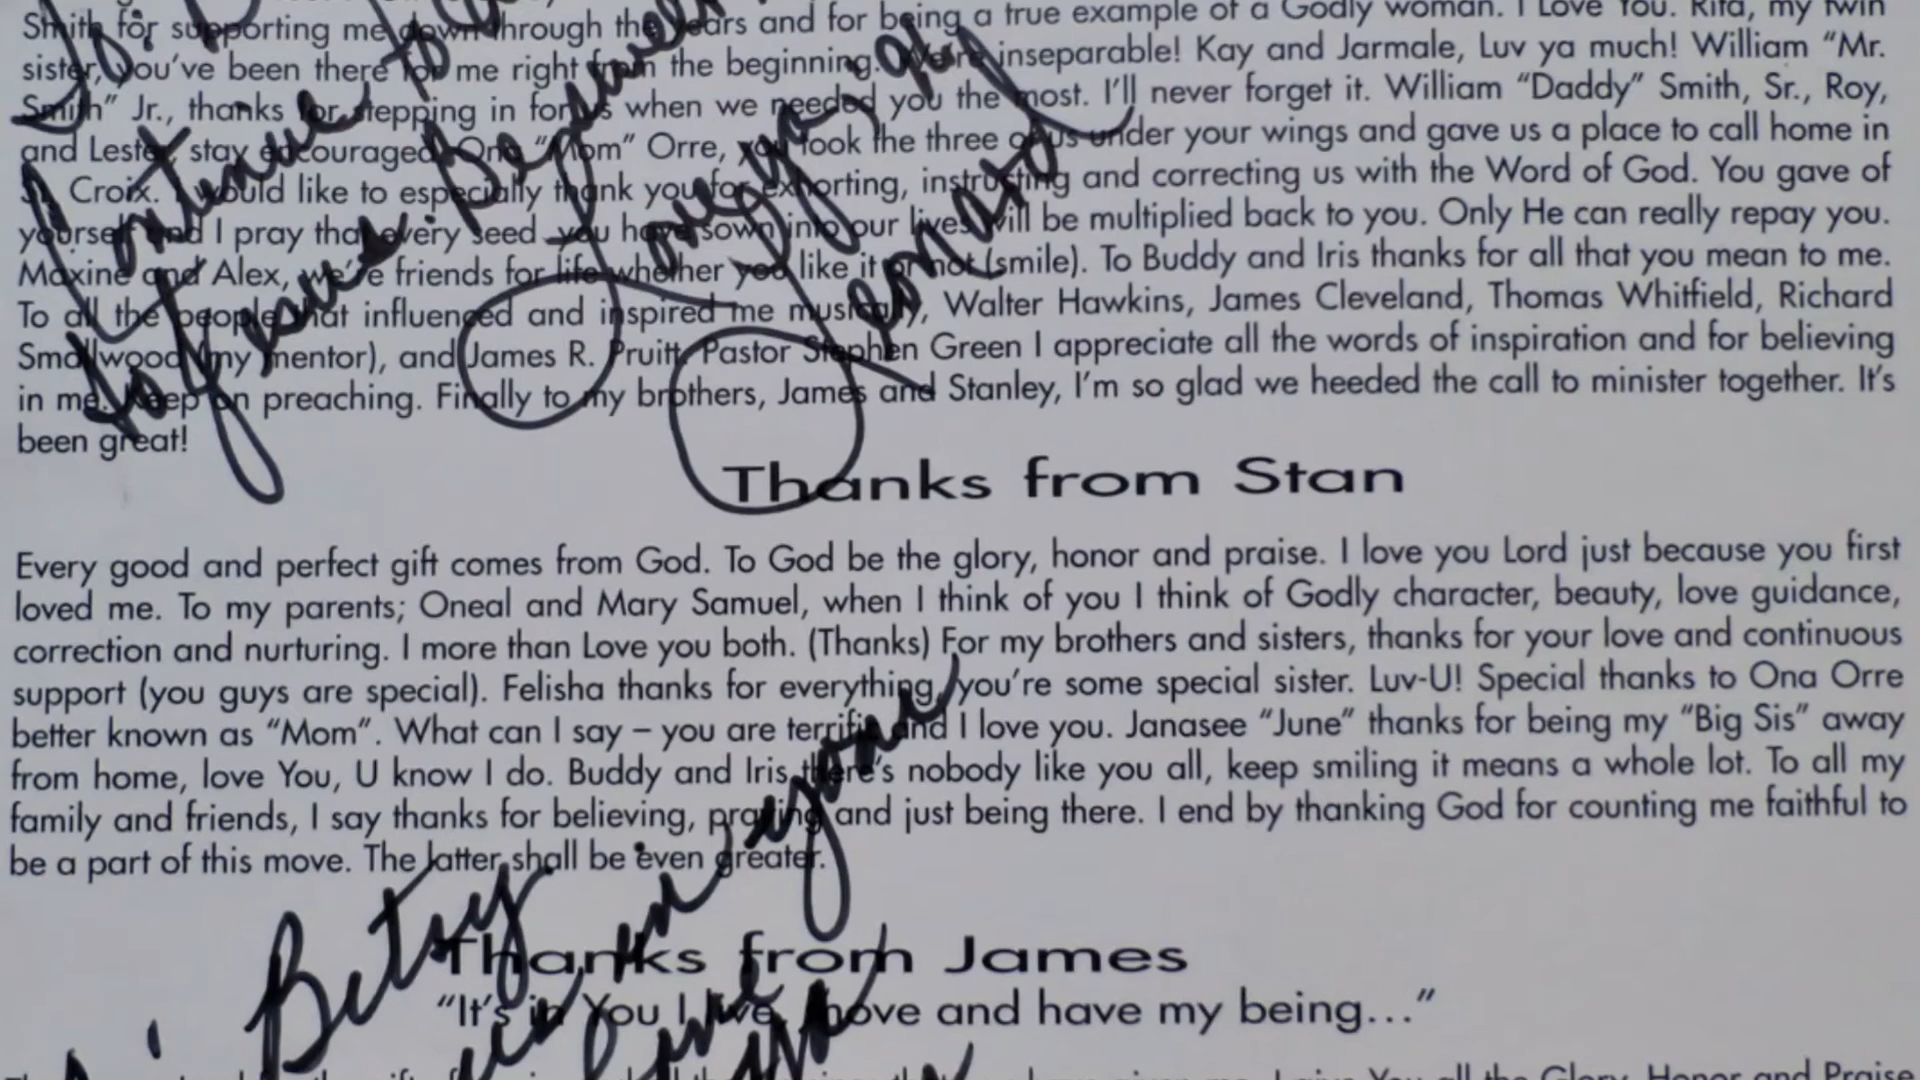 Smith for supporting me down through the years and for being a true example of a Godly woman. I Love You. Rita, my twin
sister, you've been there for me right from the beginning. We're inseparable! Kay and Jarmale, Luv ya much! William “Mr.
Smith” Jr., thanks for stepping in for us when we needed you the most. I'll never forget it. William “Daddy” Smith, Sr., Roy,
and Lester, stay encouraged. Ona “Mom” Orre, you took the three of us under your wings and gave us a place to call home in
St. Croix. I would like to especially thank you for exhorting, instructing and correcting us with the Word of God. You gave of
yourself and I pray that every seed you have sown into our lives will be multiplied back to you. Only He can really repay you.
Maxine and Alex, we're friends for life whether you like it or not (smile). To Buddy and Iris thanks for all that you mean to me.
To all the people that influenced and inspired me musically, Walter Hawkins, James Cleveland, Thomas Whitfield, Richard
Smallwood (my mentor), and James R. Pruitt, Pastor Stephen Green I appreciate all the words of inspiration and for believing
in me. Keep on preaching. Finally to my brothers, James and Stanley, I'm so glad we heeded the call to minister together. It's
been great!
Continue to
to Jesus
Love ya,
Leonard
Thanks from Stan
Every good and perfect gift comes from God. To God be the glory, honor and praise. I love you Lord just because you first
loved me. To my parents; Oneal and Mary Samuel, when I think of you I think of Godly character, beauty, love guidance,
correction and nurturing. I more than Love you both. (Thanks) For my brothers and sisters, thanks for your love and continuous
support (you guys are special). Felisha thanks for everything, you're some special sister. Luv-U! Special thanks to Ona Orre
better known as “Mom”. What can I say – you are terrific and I love you. Janasee “June” thanks for being my “Big Sis” away
from home, love You, U know I do. Buddy and Iris, there's nobody like you all, keep smiling it means a whole lot. To all my
family and friends, I say thanks for believing, praying and just being there. I end by thanking God for counting me faithful to
be a part of this move. The latter shall be even greater.
Betsy
Thanks from James
“It's in You I live, move and have my being...”
I give You all the Glory, Honor and Praise